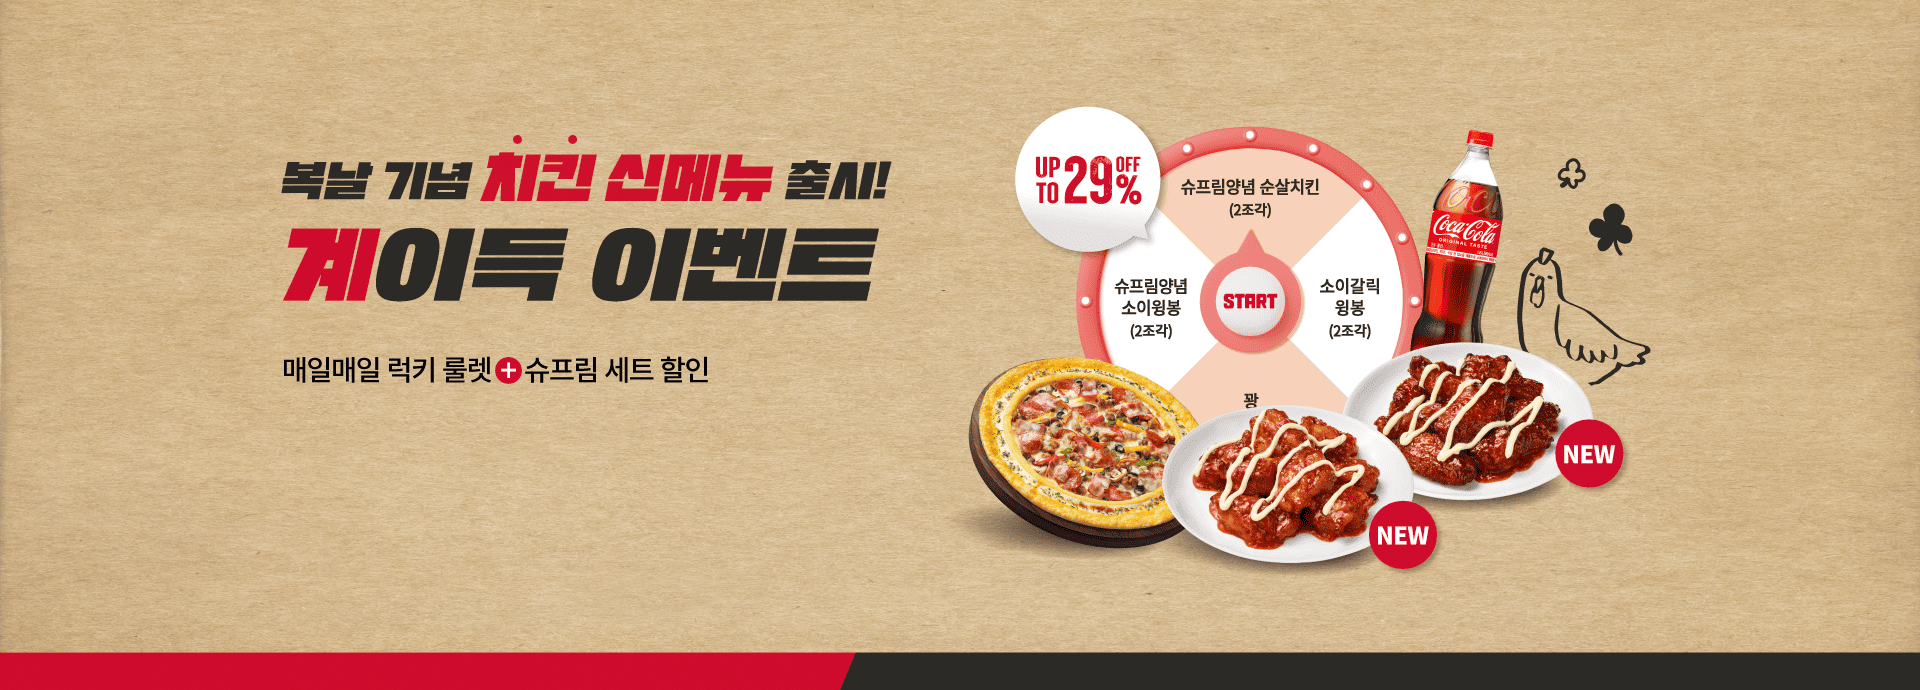 복날 기념 치킨 신메뉴 출시!
계이득 이벤트
매일매일 럭키 룰렛+슈프림 세트 할인
UP TO 29% OFF
슈프림양념 순살치킨
(2조각)
슈프림양념
소이윙봉
(2조각)
START
소이갈릭
윙봉
(2조각)
꽝
Coca-Cola
ORIGINAL TASTE
NEW
NEW